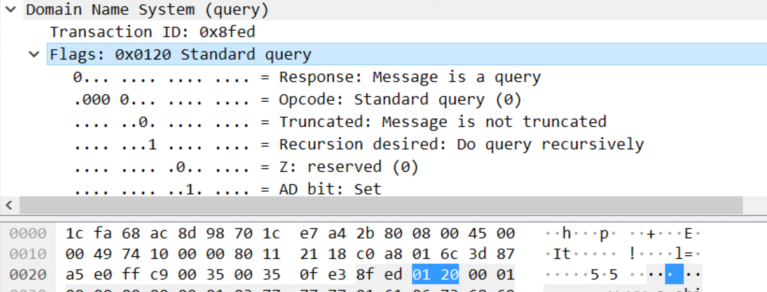 Domain Name System (query)
Transaction ID: 0x8fed
Flags: 0x0120 Standard query
0... .... .... .... = Response: Message is a query
.000 0... .... .... = Opcode: Standard query (0)
.... ..0. .... .... = Truncated: Message is not truncated
.... ...1 .... .... = Recursion desired: Do query recursively
.... .... .0.. .... = Z: reserved (0)
.... .... ..1. .... = AD bit: Set
0000 1c fa 68 ac 8d 98 70 1c e7 a4 2b 80 08 00 45 00 ··h···p· ··+···E·
0010 00 49 74 10 00 00 80 11 21 18 c0 a8 01 6c 3d 87 ·It····· !····l=·
0020 a5 e0 ff c9 00 35 00 35 0f e3 8f ed 01 20 00 01 ·····5·5 ····· ··